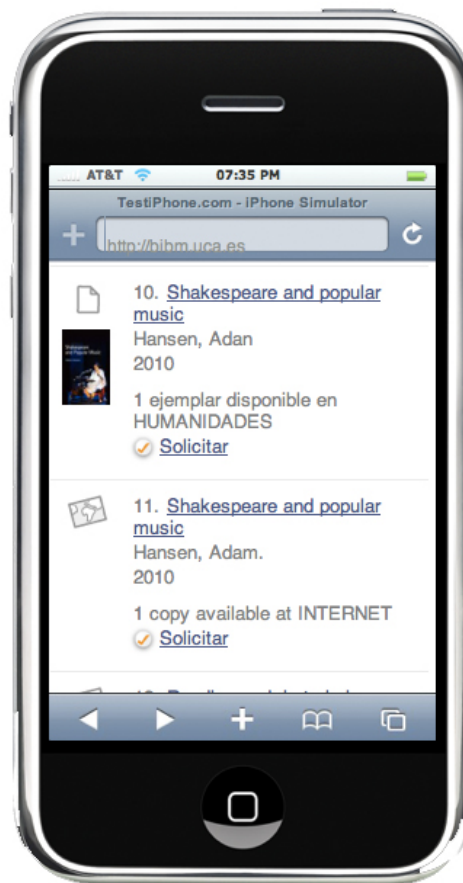 AT&T 07:35 PM
TestiPhone.com - iPhone Simulator
http://bibm.uca.es
10. Shakespeare and popular
music
Hansen, Adan
2010
1 ejemplar disponible en
HUMANIDADES
Solicitar
11. Shakespeare and popular
music
Hansen, Adam.
2010
1 copy available at INTERNET
Solicitar